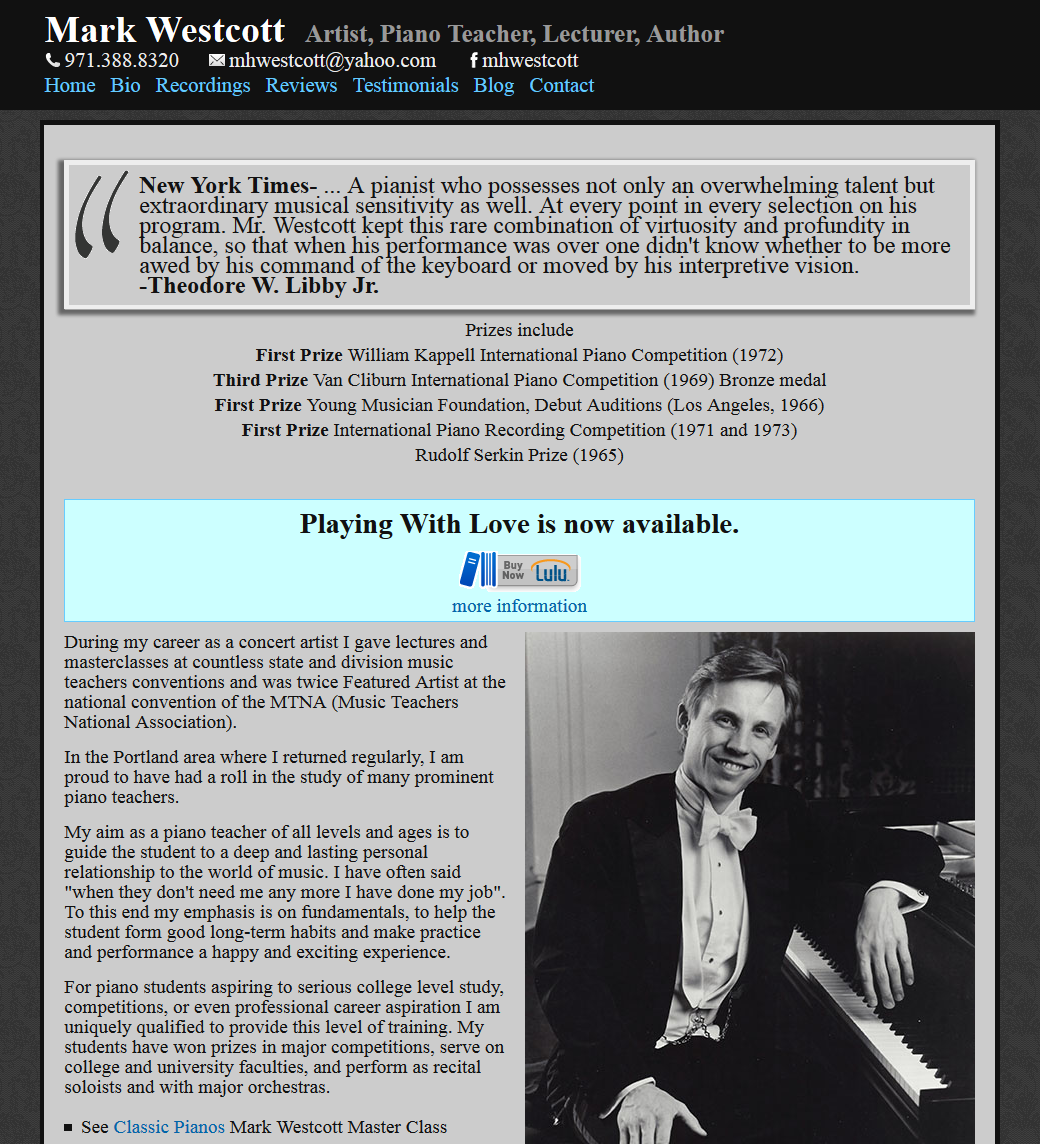 Mark Westcott Artist, Piano Teacher, Lecturer, Author
971.388.8320 mhwestcott@yahoo.com mhwestcott
Home Bio Recordings Reviews Testimonials Blog Contact
“
New York Times- ... A pianist who possesses not only an overwhelming talent but
extraordinary musical sensitivity as well. At every point in every selection on his
program. Mr. Westcott kept this rare combination of virtuosity and profundity in
balance, so that when his performance was over one didn't know whether to be more
awed by his command of the keyboard or moved by his interpretive vision.
-Theodore W. Libby Jr.
Prizes include
First Prize William Kappell International Piano Competition (1972)
Third Prize Van Cliburn International Piano Competition (1969) Bronze medal
First Prize Young Musician Foundation, Debut Auditions (Los Angeles, 1966)
First Prize International Piano Recording Competition (1971 and 1973)
Rudolf Serkin Prize (1965)
Playing With Love is now available.
Buy
Now Lulu
more information
During my career as a concert artist I gave lectures and
masterclasses at countless state and division music
teachers conventions and was twice Featured Artist at the
national convention of the MTNA (Music Teachers
National Association).
In the Portland area where I returned regularly, I am
proud to have had a roll in the study of many prominent
piano teachers.
My aim as a piano teacher of all levels and ages is to
guide the student to a deep and lasting personal
relationship to the world of music. I have often said
"when they don't need me any more I have done my job".
To this end my emphasis is on fundamentals, to help the
student form good long-term habits and make practice
and performance a happy and exciting experience.
For piano students aspiring to serious college level study,
competitions, or even professional career aspiration I am
uniquely qualified to provide this level of training. My
students have won prizes in major competitions, serve on
college and university faculties, and perform as recital
soloists and with major orchestras.
See Classic Pianos Mark Westcott Master Class